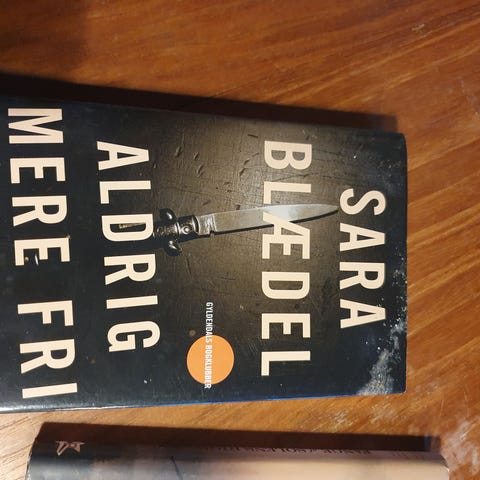 SARA
BLÆDEL
ALDRIG
MERE FRI
GYLDENDALS BOGKLUBBER